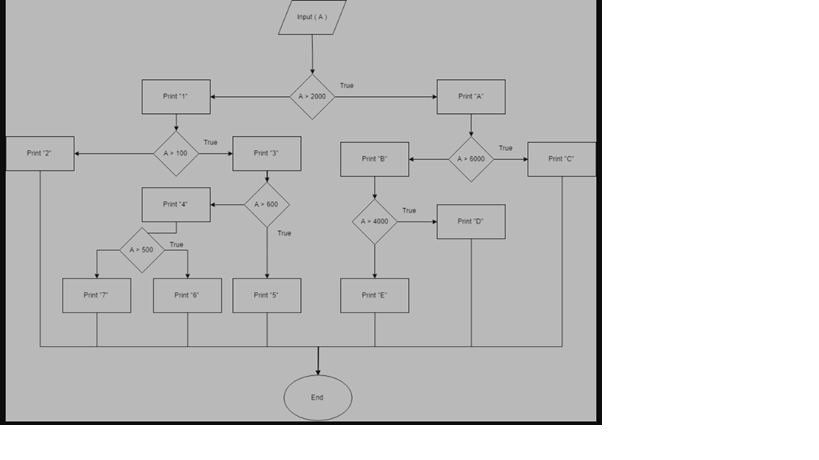 Input ( A )
A > 2000
True
Print "1"
Print "A"
A > 100
True
Print "2"
Print "3"
Print "B"
A > 6000
True
Print "C"
Print "4"
A > 600
True
A > 4000
True
Print "D"
A > 500
True
Print "7"
Print "6"
Print "5"
Print "E"
End